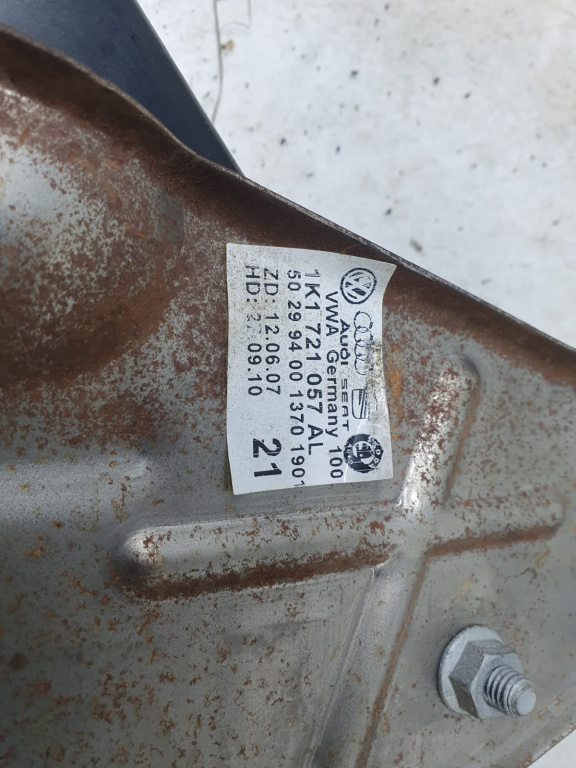 Audi SEAT
VWA Germany 100
1K1 721 057 AL
50 29 94 00 1370 1901
ZD: 12.06.07
HD: 09.10
21